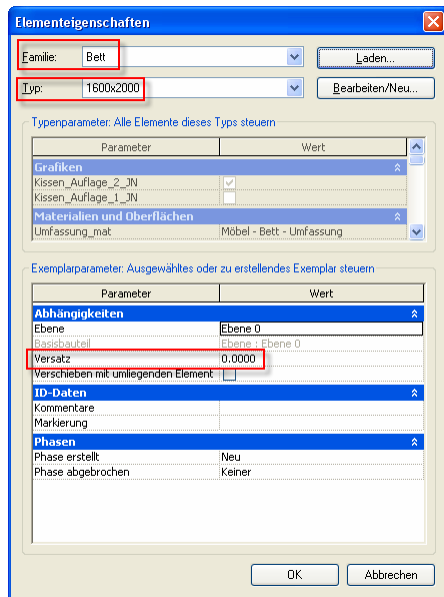 Elementeigenschaften
Familie: Bett Laden...
Typ: 1600x2000 Bearbeiten/Neu...
Typenparameter: Alle Elemente dieses Typs steuern
Parameter Wert
Grafiken
Kissen_Auflage_2_JN
Kissen_Auflage_1_JN
Materialien und Oberflächen
Umfassung_mat Möbel - Bett - Umfassung
Exemplarparameter: Ausgewähltes oder zu erstellendes Exemplar steuern
Parameter Wert
Abhängigkeiten
Ebene Ebene 0
Basisbauteil Ebene : Ebene 0
Versatz 0.0000
Verschieben mit umliegenden Element
ID-Daten
Kommentare
Markierung
Phasen
Phase erstellt Neu
Phase abgebrochen Keiner
OK Abbrechen